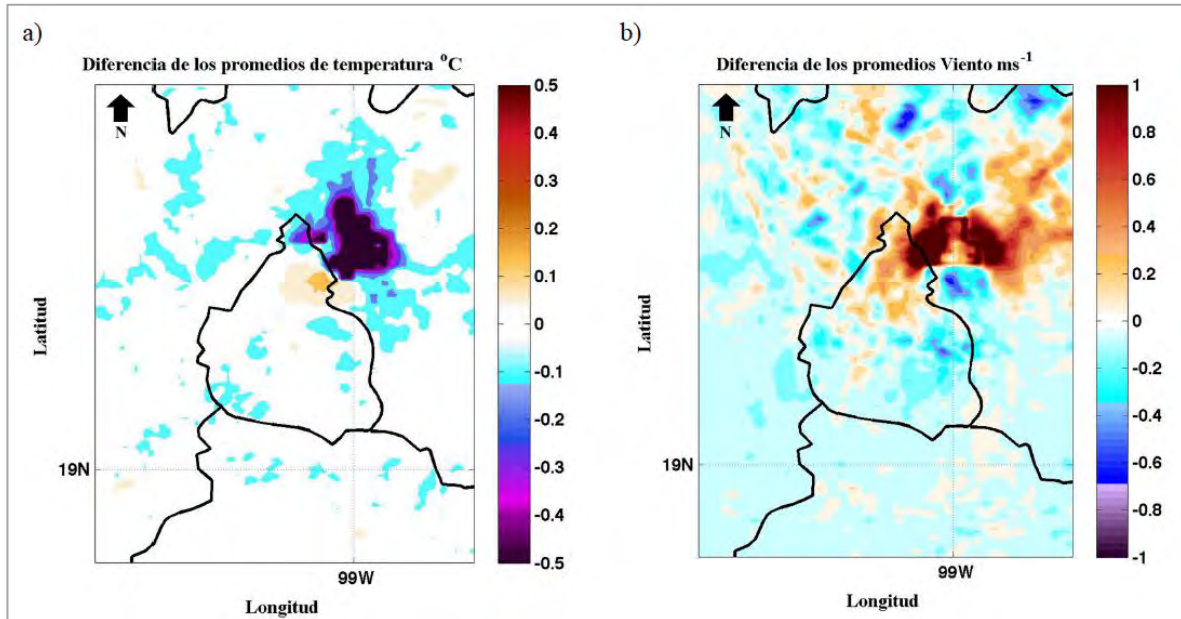 a)
Diferencia de los promedios de temperatura °C
N
0.5
0.4
0.3
0.2
0.1
0
-0.1
-0.2
-0.3
-0.4
-0.5
Latitud
19N
99W
Longitud
b)
Diferencia de los promedios Viento ms⁻¹
N
1
0.8
0.6
0.4
0.2
0
-0.2
-0.4
-0.6
-0.8
-1
Latitud
19N
99W
Longitud